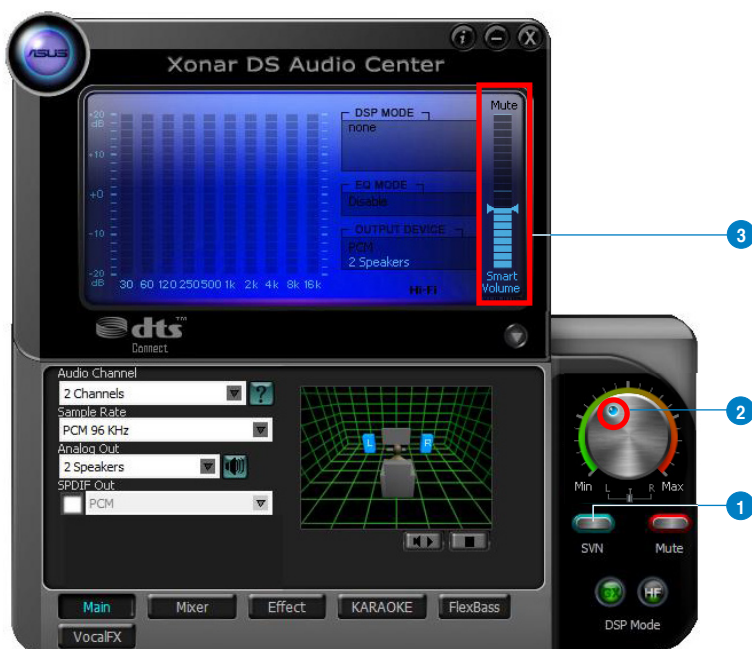 ASUS
i
X
Xonar DS Audio Center
+20
dB
+10
+0
-10
-20
dB
30 60 120 250 500 1k 2k 4k 8k 16k
DSP MODE
none
EQ MODE
Disable
OUTPUT DEVICE
PCM
2 Speakers
Hi-Fi
Mute
Smart
Volume
3
dts™
Connect
Audio Channel
2 Channels
?
Sample Rate
PCM 96 KHz
Analog Out
2 Speakers
SPDIF Out
PCM
L R
2
Min L R Max
1
SVN Mute
GX HF
DSP Mode
Main Mixer Effect KARAOKE FlexBass
VocalFX